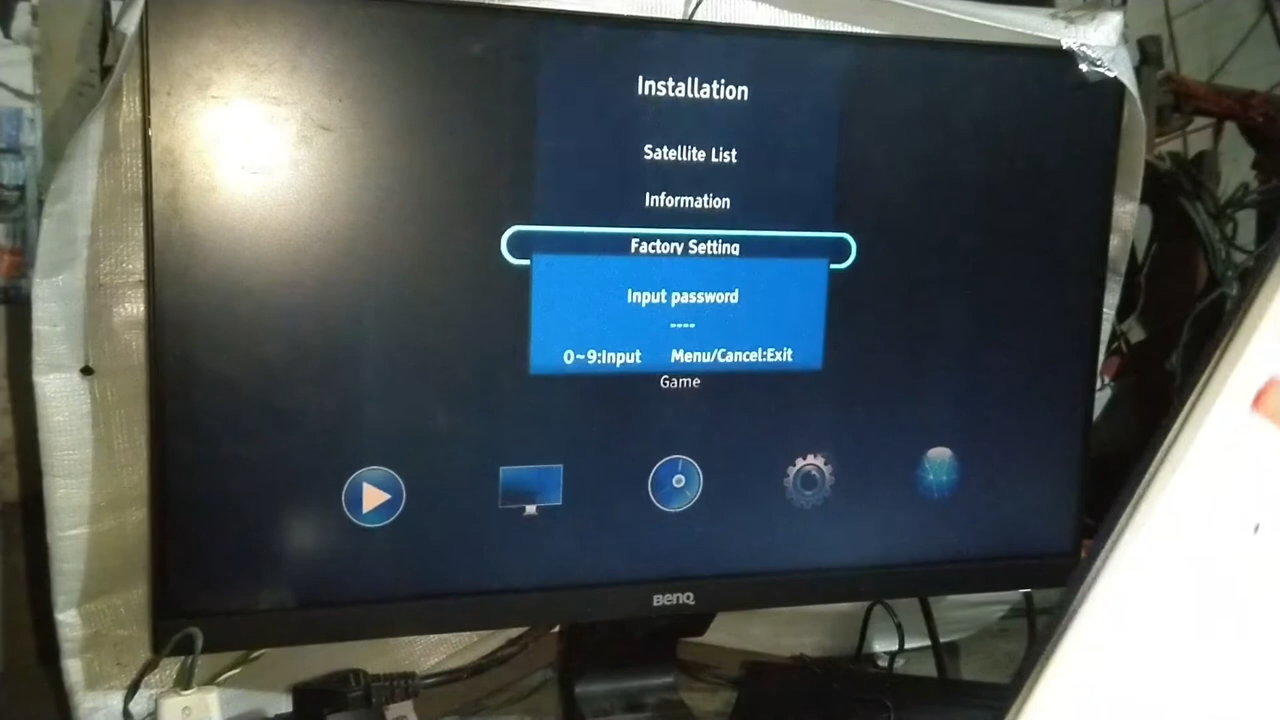 Installation
Satellite List
Information
Factory Setting
Input password
----
0~9:Input Menu/Cancel:Exit
Game
BenQ